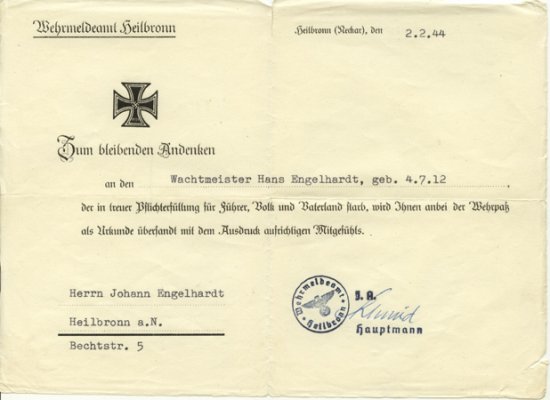 Wehrmeldeamt Heilbronn
Heilbronn (Neckar), den 2.2.44
Zum bleibenden Andenken
an den Wachtmeister Hans Engelhardt, geb. 4.7.12,
der in treuer Pflichterfüllung für Führer, Volk und Vaterland starb, wird Ihnen anbei der Wehrpaß
als Urkunde übersandt mit dem Ausdruck aufrichtigen Mitgefühls.
Herrn Johann Engelhardt
Heilbronn a.N.
Bechtstr. 5
Wehrmeldeamt
Heilbronn
J. A.
Schmid
Hauptmann